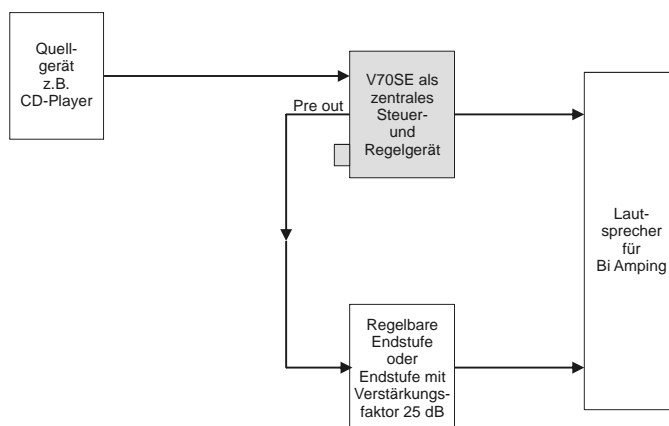 Quell-
gerät
z.B.
CD-Player
V70SE als
zentrales
Steuer-
und
Regelgerät
Pre out
Laut-
sprecher
für
Bi Amping
Regelbare
Endstufe
oder
Endstufe mit
Verstärkungs-
faktor 25 dB